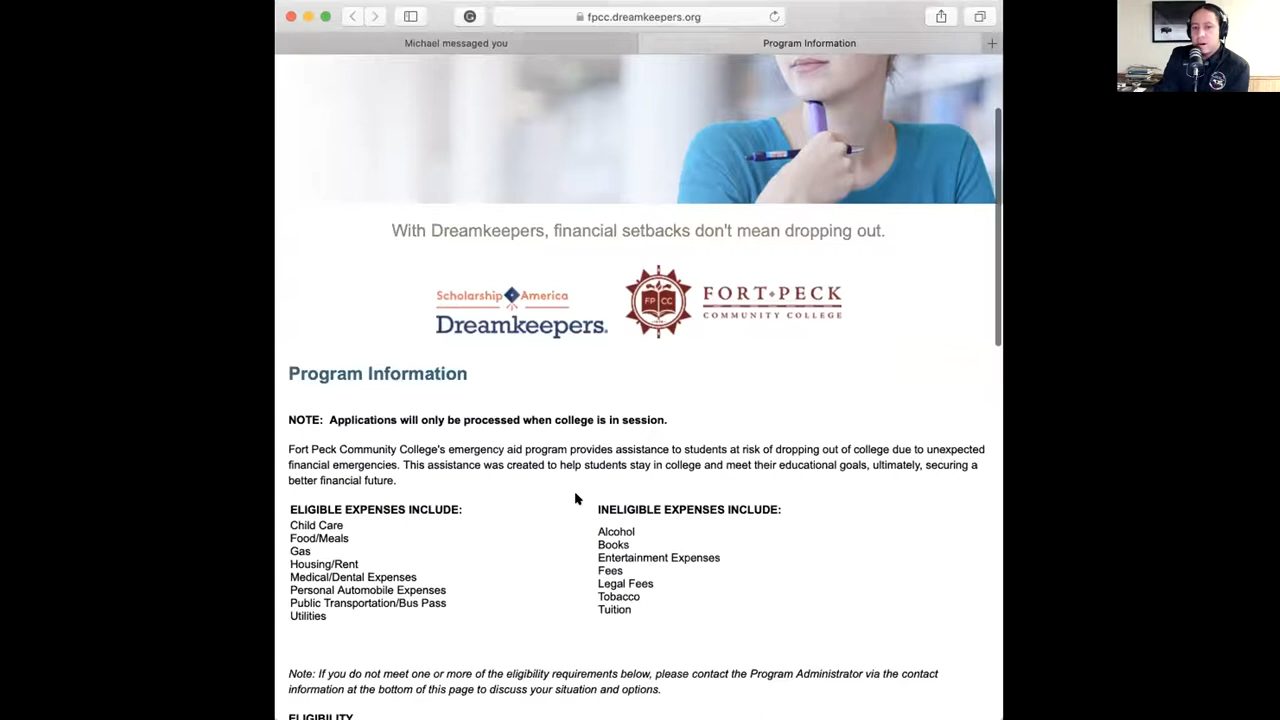 fpcc.dreamkeepers.org
Michael messaged you
Program Information
With Dreamkeepers, financial setbacks don't mean dropping out.
Scholarship America
Dreamkeepers.
FP CC
FORT PECK
COMMUNITY COLLEGE
Program Information
NOTE: Applications will only be processed when college is in session.
Fort Peck Community College's emergency aid program provides assistance to students at risk of dropping out of college due to unexpected
financial emergencies. This assistance was created to help students stay in college and meet their educational goals, ultimately, securing a
better financial future.
ELIGIBLE EXPENSES INCLUDE:
Child Care
Food/Meals
Gas
Housing/Rent
Medical/Dental Expenses
Personal Automobile Expenses
Public Transportation/Bus Pass
Utilities
INELIGIBLE EXPENSES INCLUDE:
Alcohol
Books
Entertainment Expenses
Fees
Legal Fees
Tobacco
Tuition
Note: If you do not meet one or more of the eligibility requirements below, please contact the Program Administrator via the contact
information at the bottom of this page to discuss your situation and options.
ELIGIBILITY